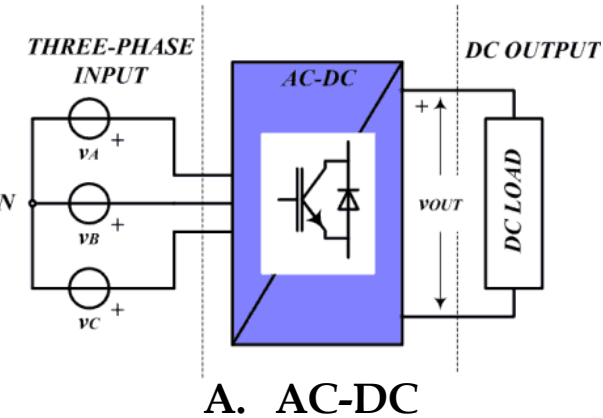 THREE-PHASE
INPUT
AC-DC
DC OUTPUT
+
vA
+
N
vB
+
vC
+
vOUT
DC LOAD
A. AC-DC